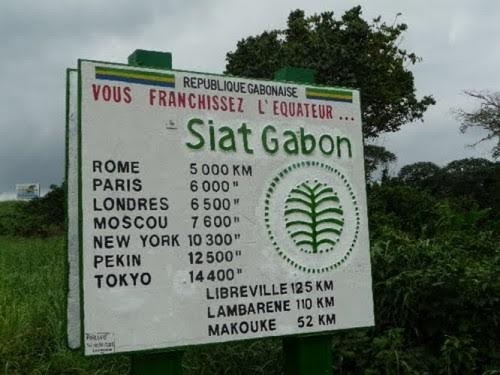 REPUBLIQUE GABONAISE
VOUS FRANCHISSEZ L'EQUATEUR ...
Siat Gabon
ROME 5 000 KM
PARIS 6 000 "
LONDRES 6 500 "
MOSCOU 7 600 "
NEW YORK 10 300 "
PEKIN 12 500 "
TOKYO 14 400 "
LIBREVILLE 125 KM
LAMBARENE 110 KM
MAKOUKE 52 KM